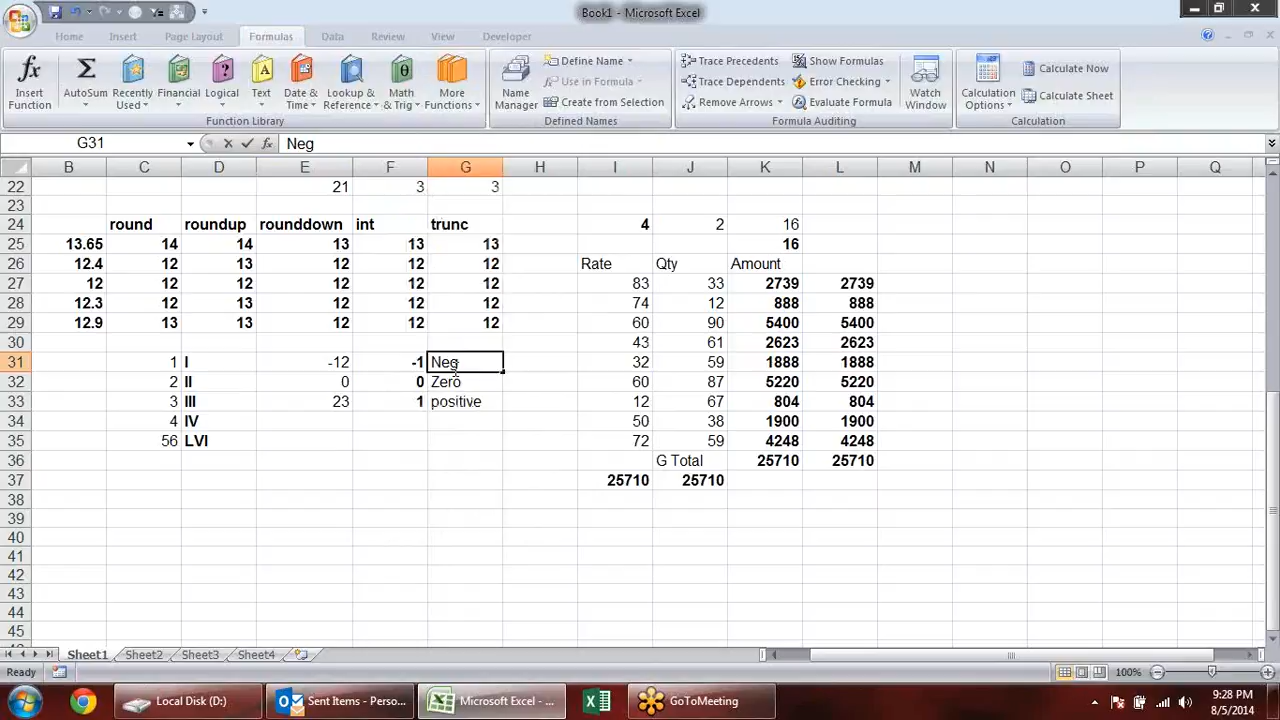 Book1 - Microsoft Excel
Home Insert Page Layout Formulas Data Review View Developer
Insert Function
AutoSum
Recently Used
Financial
Logical
Text
Date & Time
Lookup & Reference
Math & Trig
More Functions
Function Library
Name Manager
Define Name
Use in Formula
Create from Selection
Defined Names
Trace Precedents
Trace Dependents
Remove Arrows
Show Formulas
Error Checking
Evaluate Formula
Formula Auditing
Watch Window
Calculation Options
Calculate Now
Calculate Sheet
Calculation
G31 fx Neg
B C D E F G H I J K L M N O P Q
22 21 3 3
23
24 round roundup rounddown int trunc 4 2 16
25 13.65 14 14 13 13 13 16
26 12.4 12 13 12 12 12 Rate Qty Amount
27 12 12 12 12 12 12 83 33 2739 2739
28 12.3 12 13 12 12 12 74 12 888 888
29 12.9 13 13 12 12 12 60 90 5400 5400
30 43 61 2623 2623
31 1 I -12 -1 Neg 32 59 1888 1888
32 2 II 0 0 Zero 60 87 5220 5220
33 3 III 23 1 positive 12 67 804 804
34 4 IV 50 38 1900 1900
35 56 LVI 72 59 4248 4248
36 G Total 25710 25710
37 25710 25710
38
39
40
41
42
43
44
45
Sheet1 Sheet2 Sheet3 Sheet4
Ready 100%
Local Disk (D:) Sent Items - Perso... Microsoft Excel - ... GoToMeeting 9:28 PM
8/5/2014